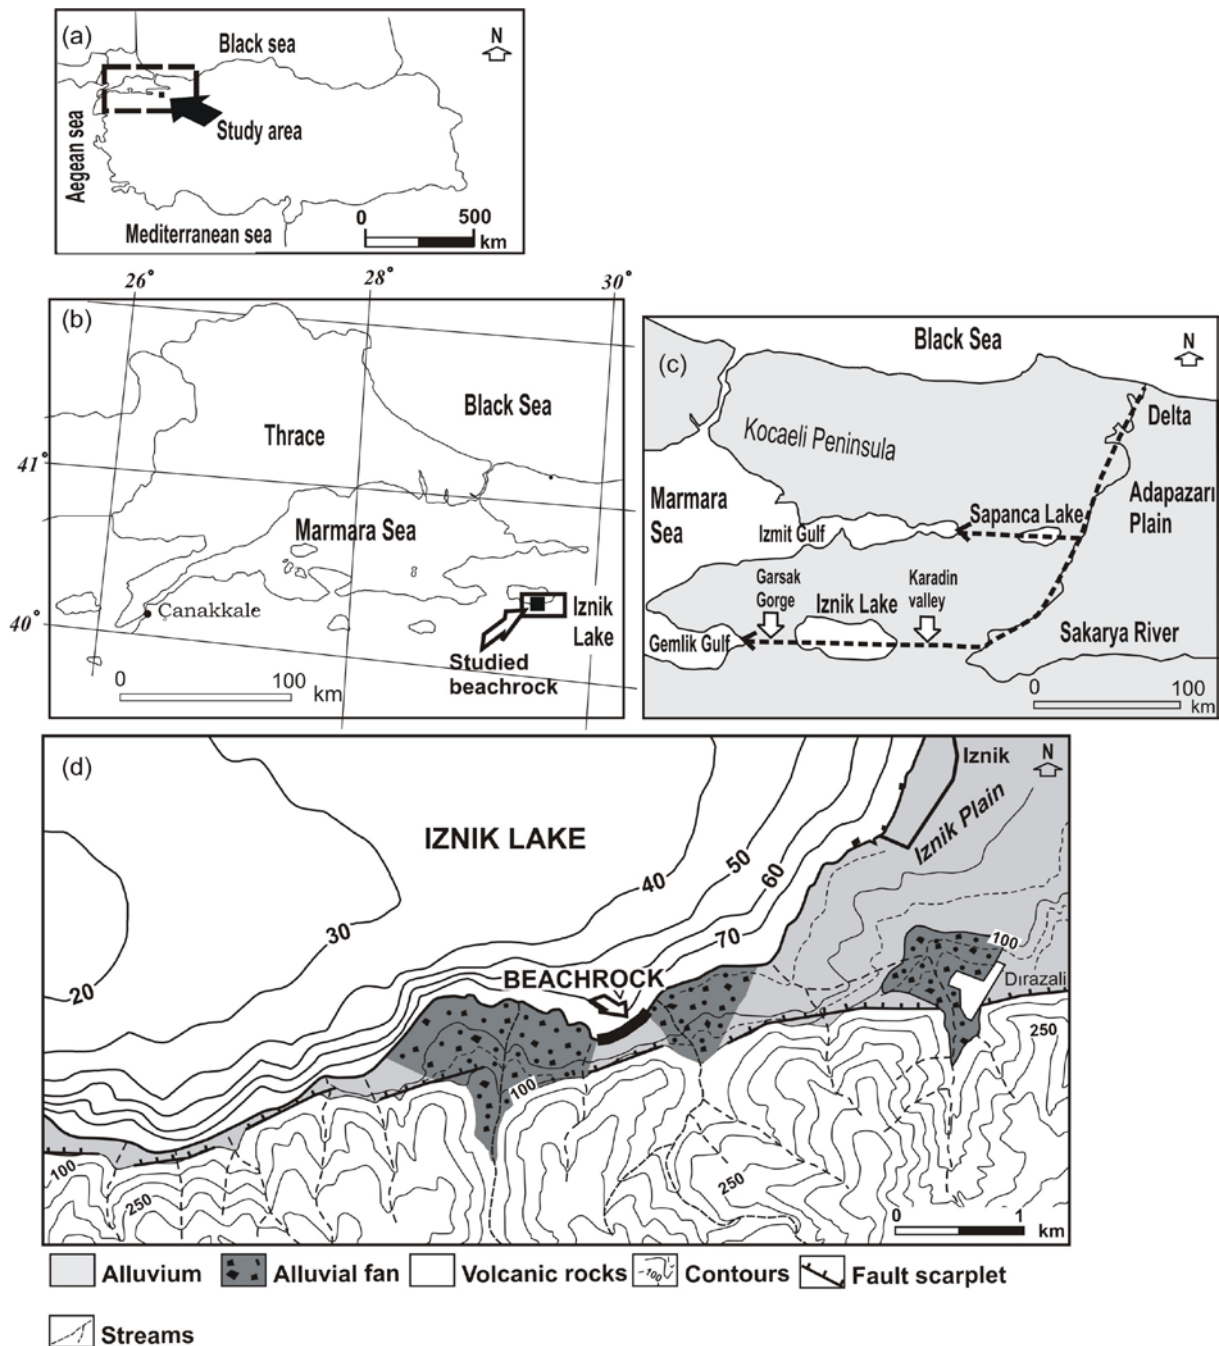 (a)
Black sea
N
Aegean sea
Study area
Mediterranean sea
0 500
km
26° 28° 30°
(b)
Black Sea
Thrace
41°
Marmara Sea
Çanakkale
40°
Iznik
Lake
Studied
beachrock
0 100
km
(c)
Black Sea
N
Kocaeli Peninsula
Delta
Marmara
Sea
Adapazarı
Plain
Sapanca Lake
Izmit Gulf
Garsak
Gorge
Iznik Lake
Karadin
valley
Gemlik Gulf
Sakarya River
0 100
km
(d)
N
Iznik
Iznik Plain
IZNIK LAKE
50
40
60
30
70
20
100
BEACHROCK
Dırazali
250
100
100
250
250
0 1
km
Alluvium
Alluvial fan
Volcanic rocks
-100
Contours
Fault scarplet
Streams